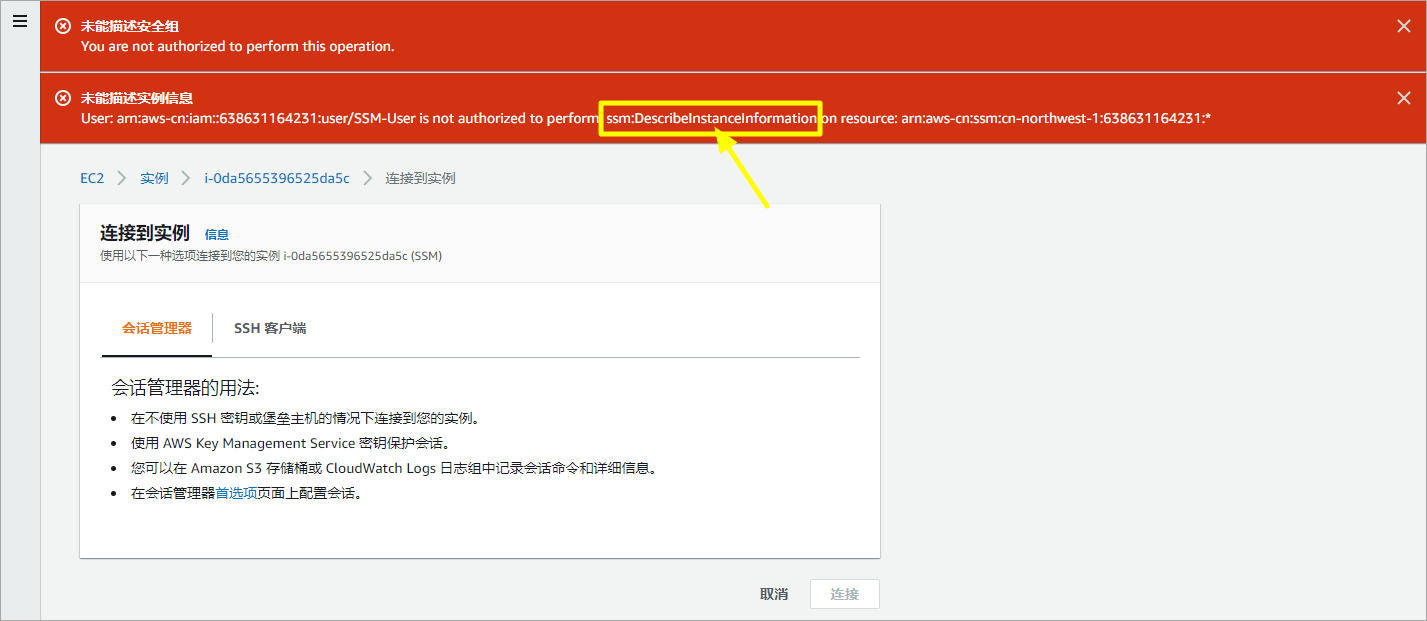 未能描述安全组
You are not authorized to perform this operation.
未能描述实例信息
User: arn:aws-cn:iam::638631164231:user/SSM-User is not authorized to perform: ssm:DescribeInstanceInformation on resource: arn:aws-cn:ssm:cn-northwest-1:638631164231:*
EC2 实例 i-0da5655396525da5c 连接到实例
连接到实例 信息
使用以下一种选项连接到您的实例 i-0da5655396525da5c (SSM)
会话管理器 SSH 客户端
会话管理器的用法:
在不使用 SSH 密钥或堡垒主机的情况下连接到您的实例。
使用 AWS Key Management Service 密钥保护会话。
您可以在 Amazon S3 存储桶或 CloudWatch Logs 日志组中记录会话命令和详细信息。
在会话管理器首选项页面上配置会话。
取消 连接